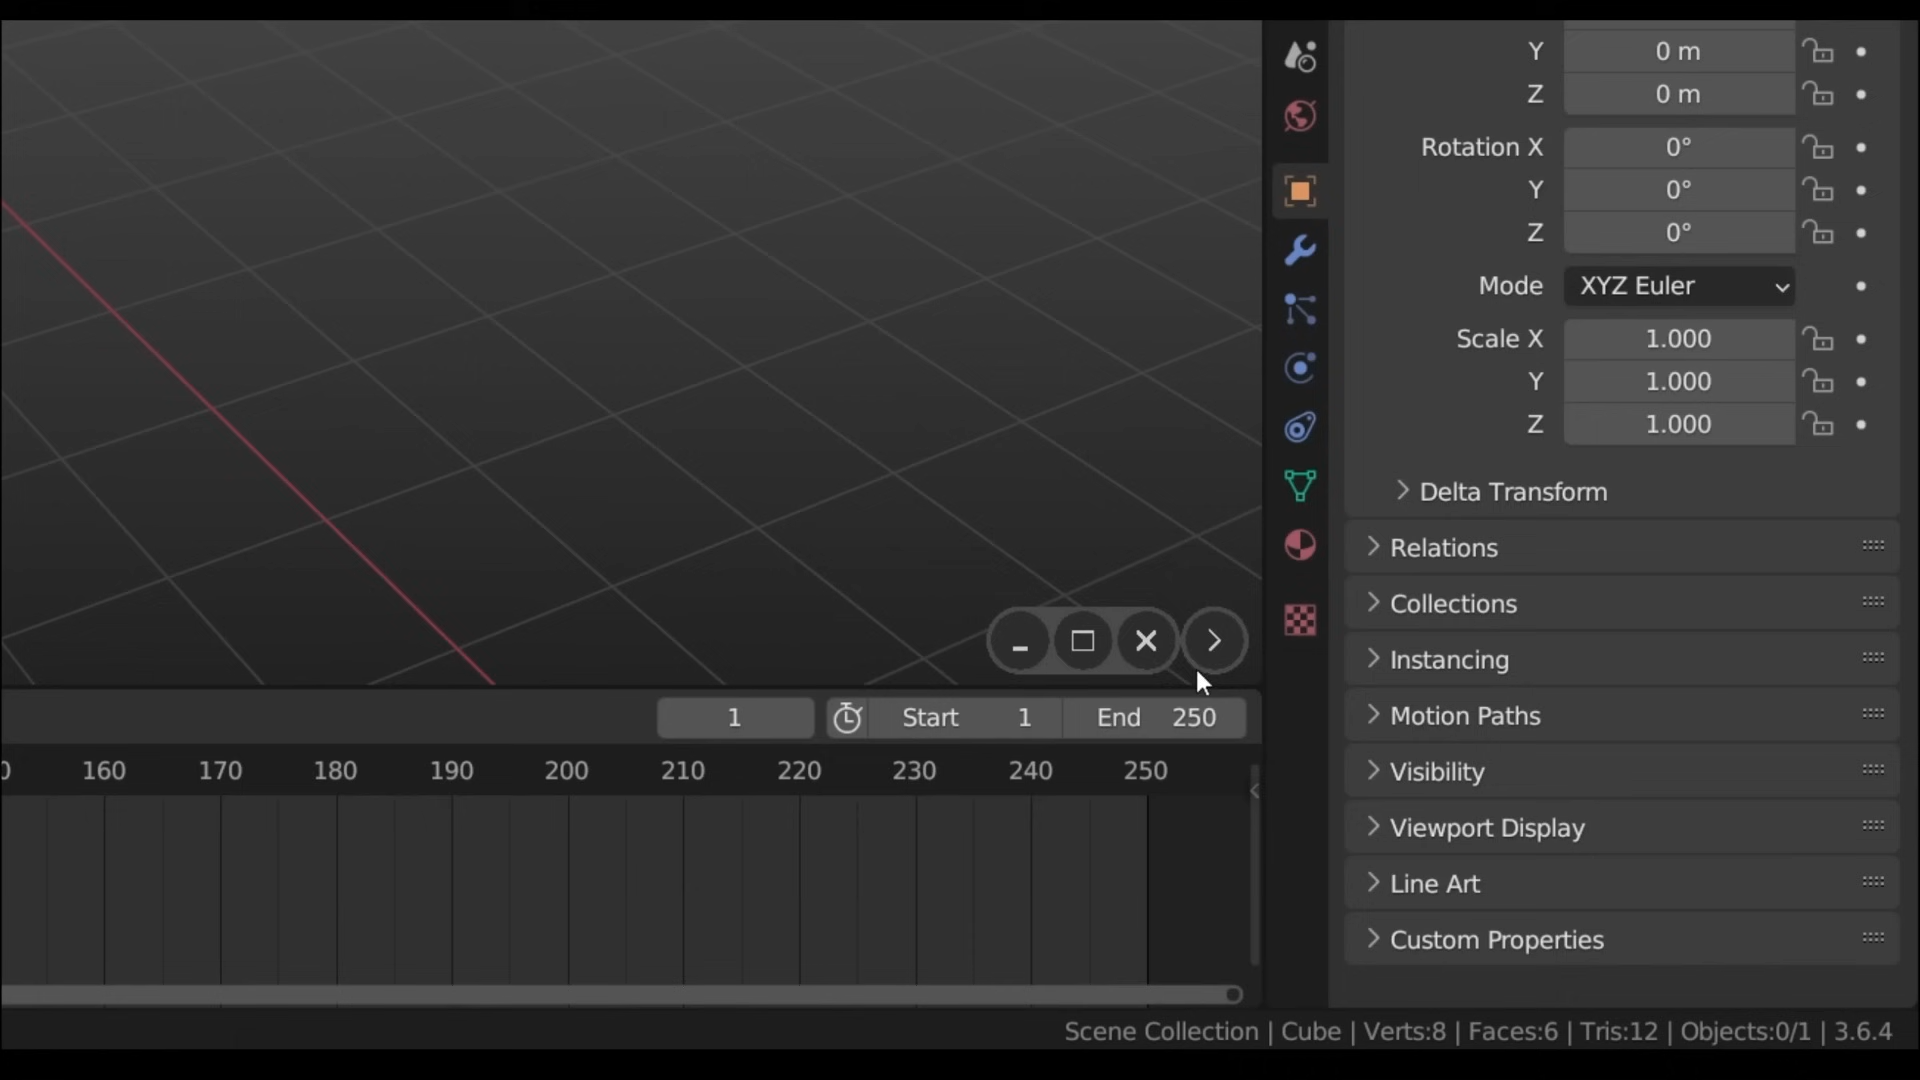 Y 0 m
Z 0 m
Rotation X 0°
Y 0°
Z 0°
Mode XYZ Euler
Scale X 1.000
Y 1.000
Z 1.000
Delta Transform
Relations
Collections
Instancing
Motion Paths
Visibility
Viewport Display
Line Art
Custom Properties
1 Start 1 End 250
0 160 170 180 190 200 210 220 230 240 250
Scene Collection | Cube | Verts:8 | Faces:6 | Tris:12 | Objects:0/1 | 3.6.4